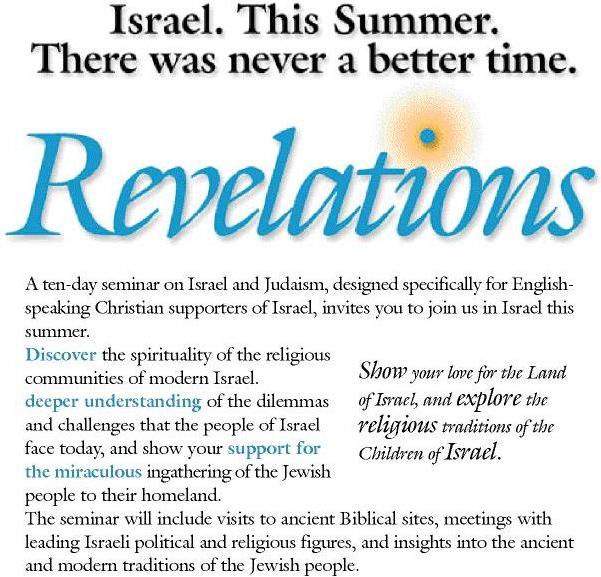 Israel. This Summer.
There was never a better time.
Revelations
A ten-day seminar on Israel and Judaism, designed specifically for English-
speaking Christian supporters of Israel, invites you to join us in Israel this
summer.
Discover the spirituality of the religious
communities of modern Israel.
deeper understanding of the dilemmas
and challenges that the people of Israel
face today, and show your support for
the miraculous ingathering of the Jewish
people to their homeland.
Show your love for the Land
of Israel, and explore the
religious traditions of the
Children of Israel.
The seminar will include visits to ancient Biblical sites, meetings with
leading Israeli political and religious figures, and insights into the ancient
and modern traditions of the Jewish people.